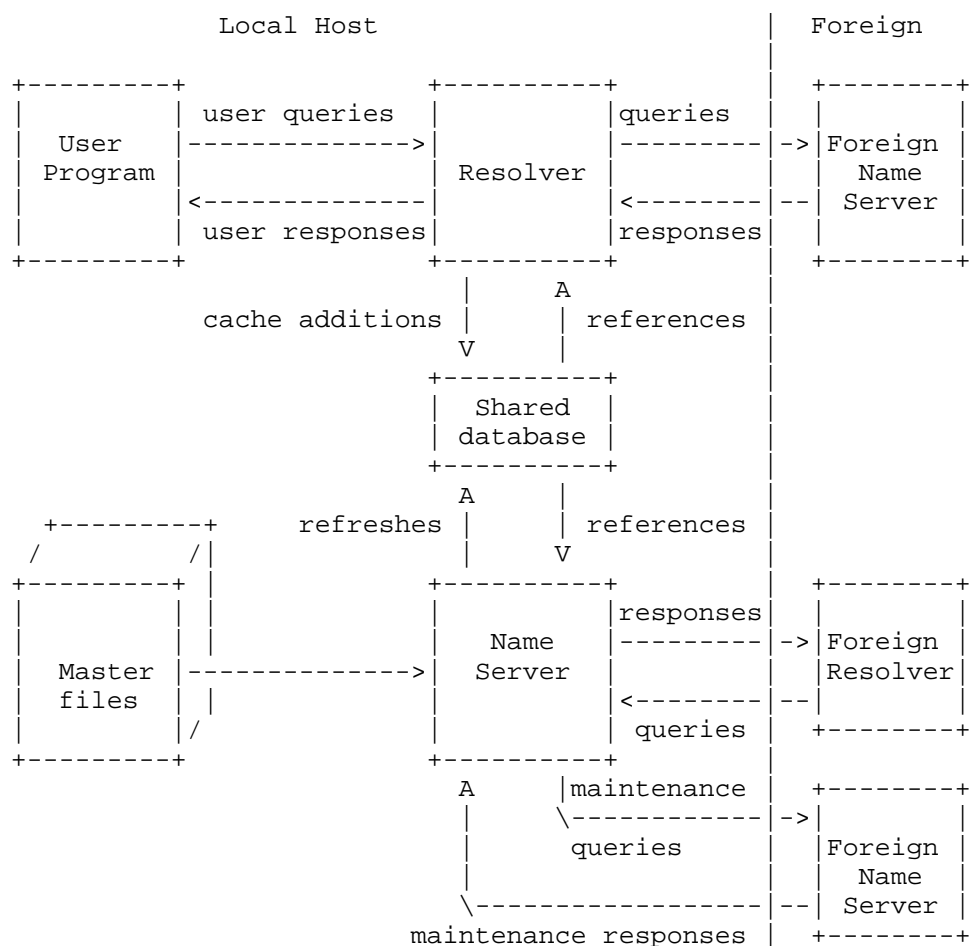 Local Host | Foreign
|
+---------+ +----------+ | +--------+
| | user queries | |queries | | |
| User |-------------->| |---------|->|Foreign |
| Program | | Resolver | | | Name |
| |<--------------| |<--------|--| Server |
| | user responses| |responses| | |
+---------+ +----------+ | +--------+
| A |
cache additions | | references |
V | |
+----------+ |
| Shared | |
| database | |
+----------+ |
A | |
+---------+ refreshes | | references |
/ /| | V |
+---------+ | +----------+ | +--------+
| | | | |responses| | |
| | | | Name |---------|->|Foreign |
| Master |-------------->| Server | | |Resolver|
| files | | | |<--------|--| |
| |/ | | queries | +--------+
+---------+ +----------+ |
A |maintenance | +--------+
| \------------|->| |
| queries | |Foreign |
| | | Name |
\------------------|--| Server |
maintenance responses | +--------+